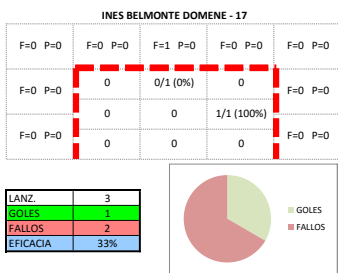 INES BELMONTE DOMENE - 17
F=0 P=0 F=0 P=0 F=1 P=0 F=0 P=0 F=0 P=0
F=0 P=0 0 0/1 (0%) 0 F=0 P=0
0 0 1/1 (100%)
F=0 P=0 0 0 0 F=0 P=0
LANZ. 3
GOLES 1
FALLOS 2
EFICACIA 33%
GOLES
FALLOS